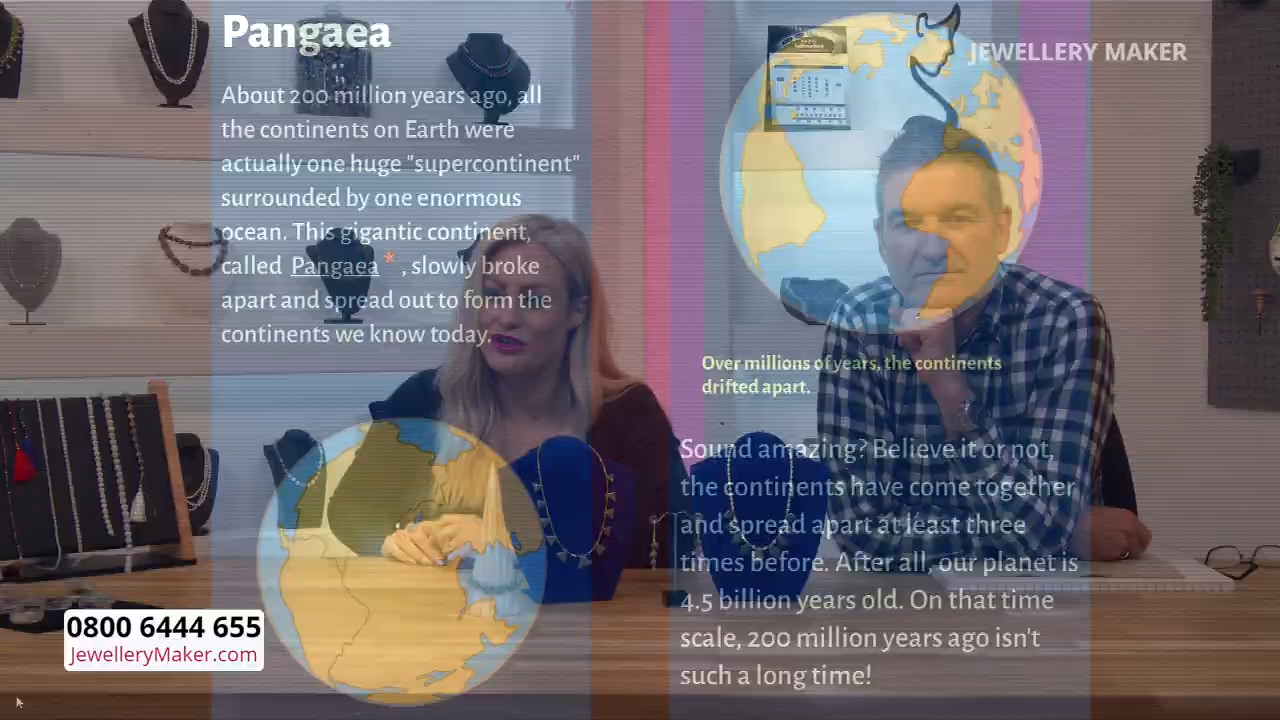 Pangaea
About 200 million years ago, all
the continents on Earth were
actually one huge "supercontinent"
surrounded by one enormous
ocean. This gigantic continent,
called Pangaea * , slowly broke
apart and spread out to form the
continents we know today.
JEWELLERY MAKER
Over millions of years, the continents
drifted apart.
Sound amazing? Believe it or not,
the continents have come together
and spread apart at least three
times before. After all, our planet is
4.5 billion years old. On that time
scale, 200 million years ago isn't
such a long time!
0800 6444 655
JewelleryMaker.com